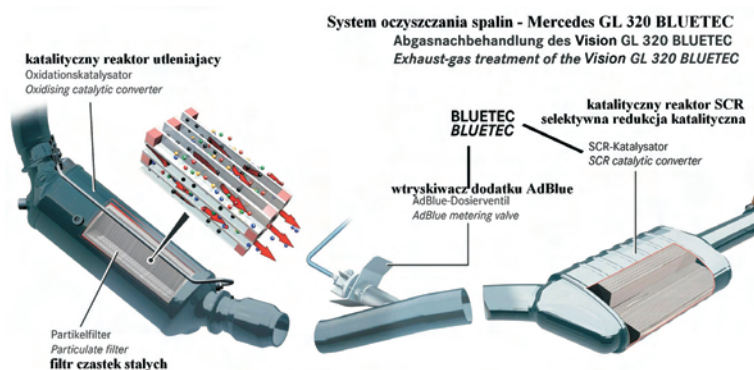 System oczyszczania spalin - Mercedes GL 320 BLUETEC
Abgasnachbehandlung des Vision GL 320 BLUETEC
Exhaust-gas treatment of the Vision GL 320 BLUETEC
katalityczny reaktor utleniajacy
Oxidationskatalysator
Oxidising catalytic converter
BLUETEC
BLUETEC
katalityczny reaktor SCR
selektywna redukcja katalityczna
SCR-Katalysator
SCR catalytic converter
wtryskiwacz dodatku AdBlue
AdBlue-Dosierventil
AdBlue metering valve
Partikelfilter
Particulate filter
filtr czastek stalych